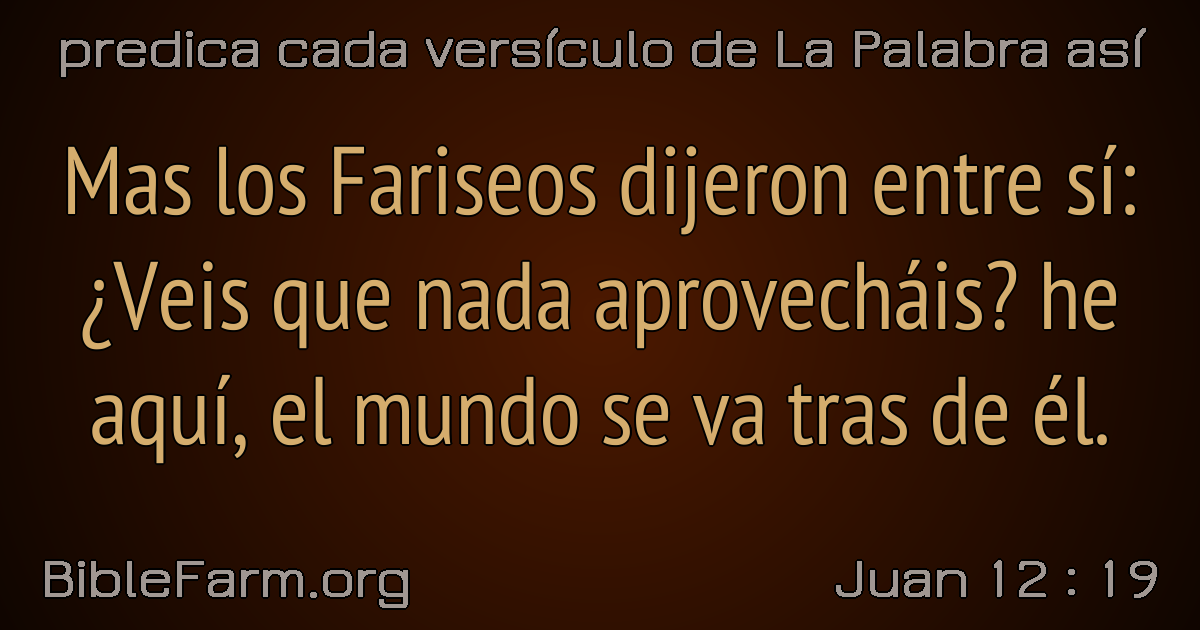 predica cada versículo de La Palabra así
Mas los Fariseos dijeron entre sí:
¿Veis que nada aprovecháis? he
aquí, el mundo se va tras de él.
BibleFarm.org
Juan 12 : 19